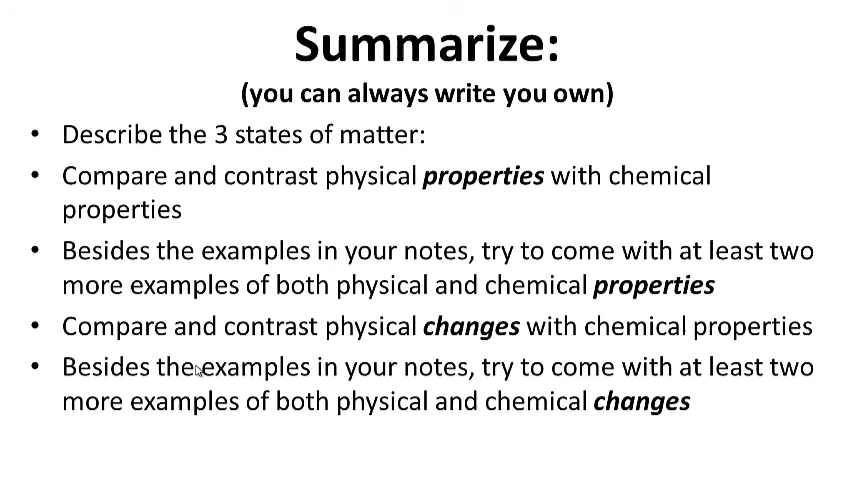 Summarize:
(you can always write you own)
• Describe the 3 states of matter:
• Compare and contrast physical properties with chemical
properties
• Besides the examples in your notes, try to come with at least two
more examples of both physical and chemical properties
• Compare and contrast physical changes with chemical properties
• Besides the examples in your notes, try to come with at least two
more examples of both physical and chemical changes